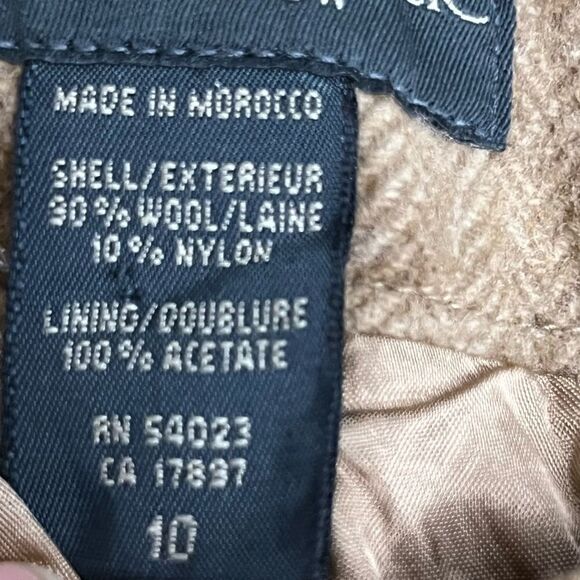 MADE IN MOROCCO
SHELL/EXTERIEUR
90% WOOL/LAINE
10% NYLON
LINING/DOUBLURE
100% ACETATE
RN 54023
CA 17897
10